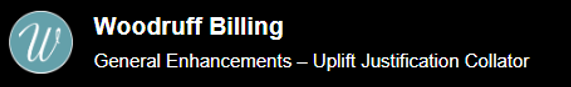 W
Woodruff Billing
General Enhancements – Uplift Justification Collator